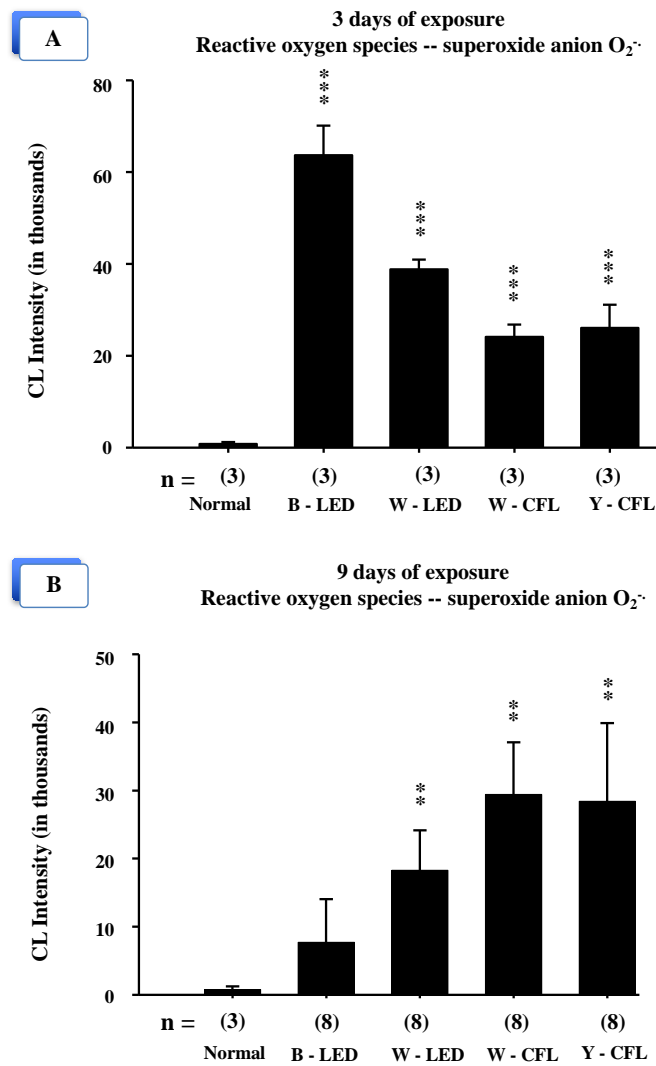 A
3 days of exposure
Reactive oxygen species -- superoxide anion O₂⁻·
CL Intensity (in thousands)
80
60
40
20
0
***
***
***
***
n = (3) (3) (3) (3) (3)
Normal B - LED W - LED W - CFL Y - CFL
B
9 days of exposure
Reactive oxygen species -- superoxide anion O₂⁻·
CL Intensity (in thousands)
50
40
30
20
10
0
**
**
**
n = (3) (8) (8) (8) (8)
Normal B - LED W - LED W - CFL Y - CFL